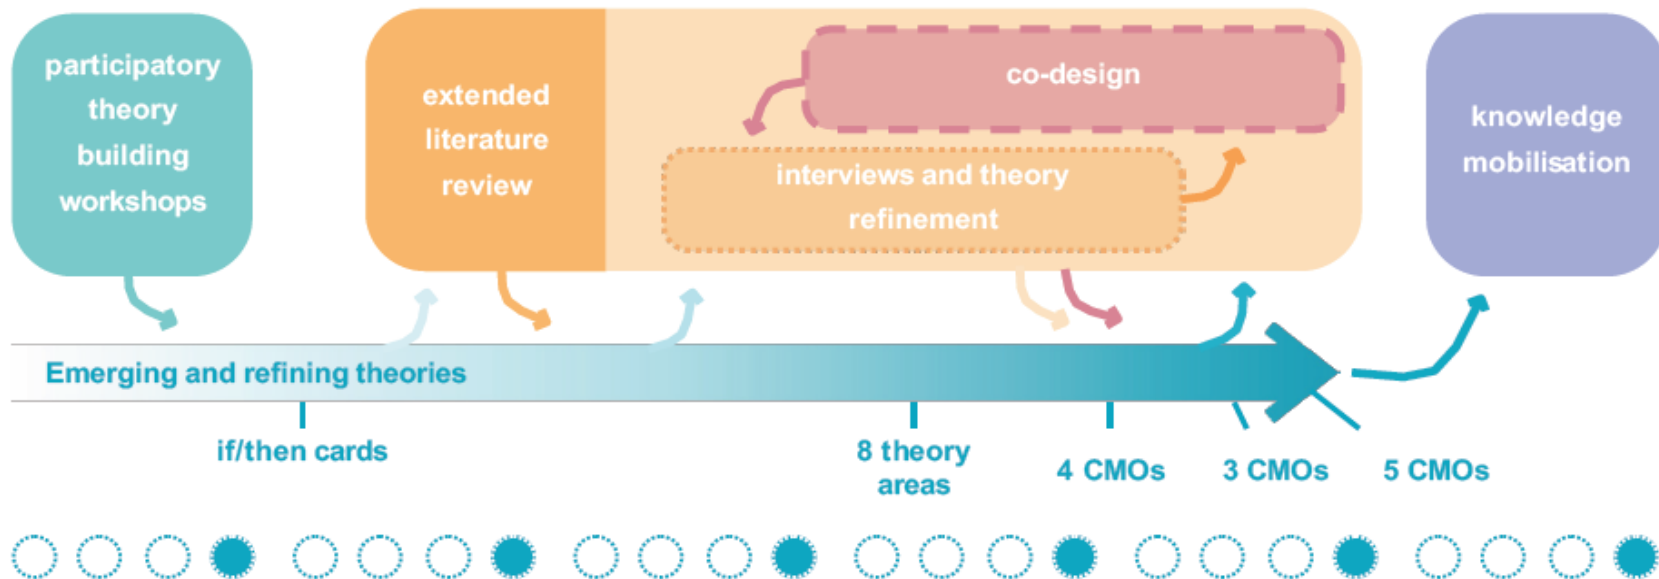 participatory
theory
building
workshops
extended
literature
review
co-design
interviews and theory
refinement
knowledge
mobilisation
Emerging and refining theories
if/then cards
8 theory
areas
4 CMOs
3 CMOs
5 CMOs